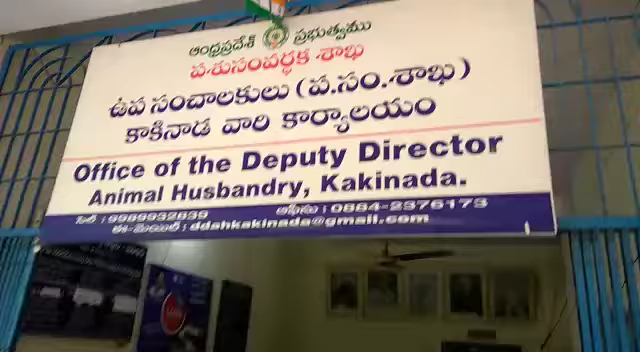 ఆంధ్రప్రదేశ్ ప్రభుత్వము
పశుసంవర్ధక శాఖ
ఉప సంచాలకులు (ప.సం.శాఖ)
కాకినాడ వారి కార్యాలయం
Office of the Deputy Director
Animal Husbandry, Kakinada.
సెల్ : 9989932839 ఆఫీసు : 0884-2376173
ఈ-మెయిల్ : ddahkakinada@gmail.com